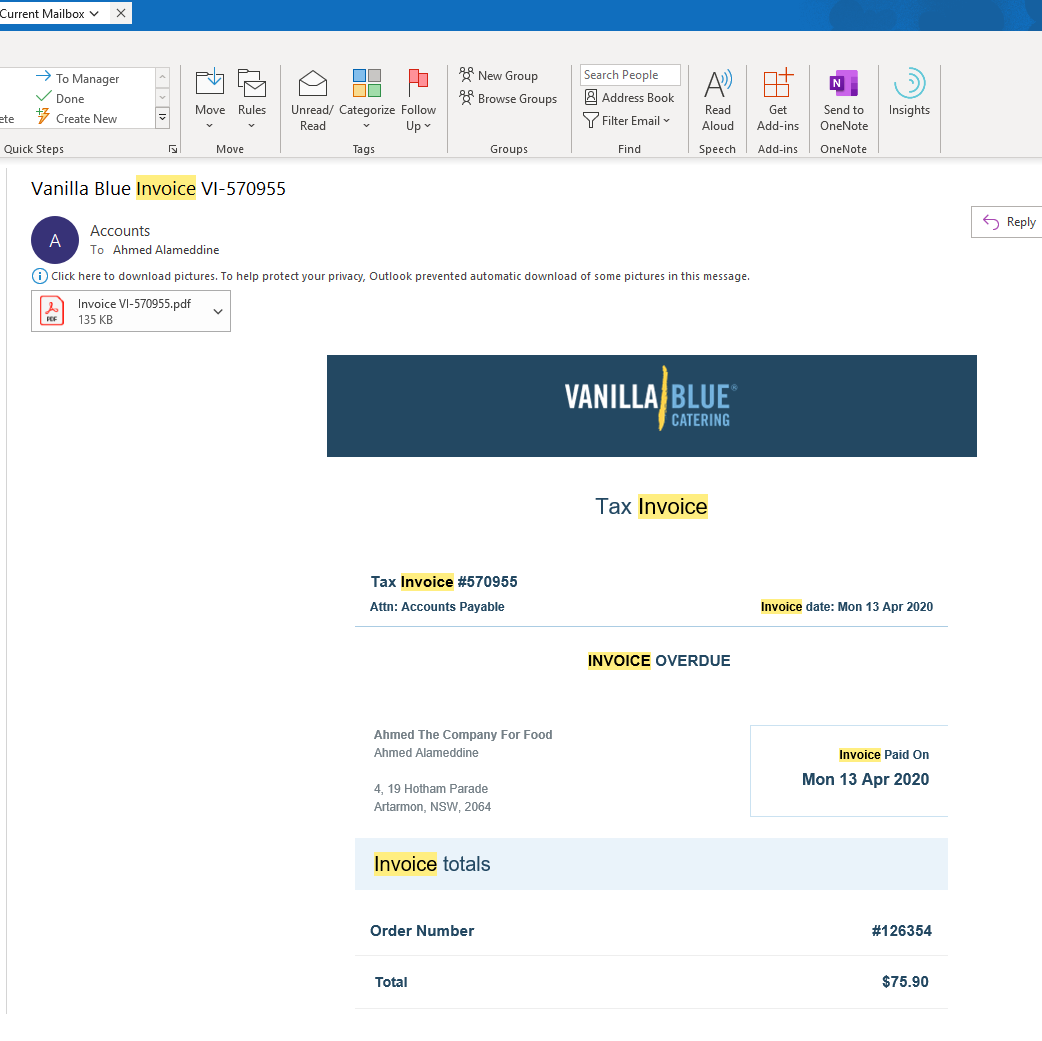 Current Mailbox
To Manager
Done
ete
Create New
Quick Steps
Move
Rules
Move
Unread/
Read
Categorize
Follow
Up
Tags
New Group
Browse Groups
Groups
Search People
Address Book
Filter Email
Find
Read
Aloud
Speech
Get
Add-ins
Add-ins
N
Send to
OneNote
OneNote
Insights
Vanilla Blue Invoice VI-570955
A
Accounts
To Ahmed Alameddine
Reply
Click here to download pictures. To help protect your privacy, Outlook prevented automatic download of some pictures in this message.
PDF
Invoice VI-570955.pdf
135 KB
VANILLA BLUE®
CATERING
Tax Invoice
Tax Invoice #570955
Attn: Accounts Payable
Invoice date: Mon 13 Apr 2020
INVOICE OVERDUE
Ahmed The Company For Food
Ahmed Alameddine
4, 19 Hotham Parade
Artarmon, NSW, 2064
Invoice Paid On
Mon 13 Apr 2020
Invoice totals
Order Number #126354
Total $75.90